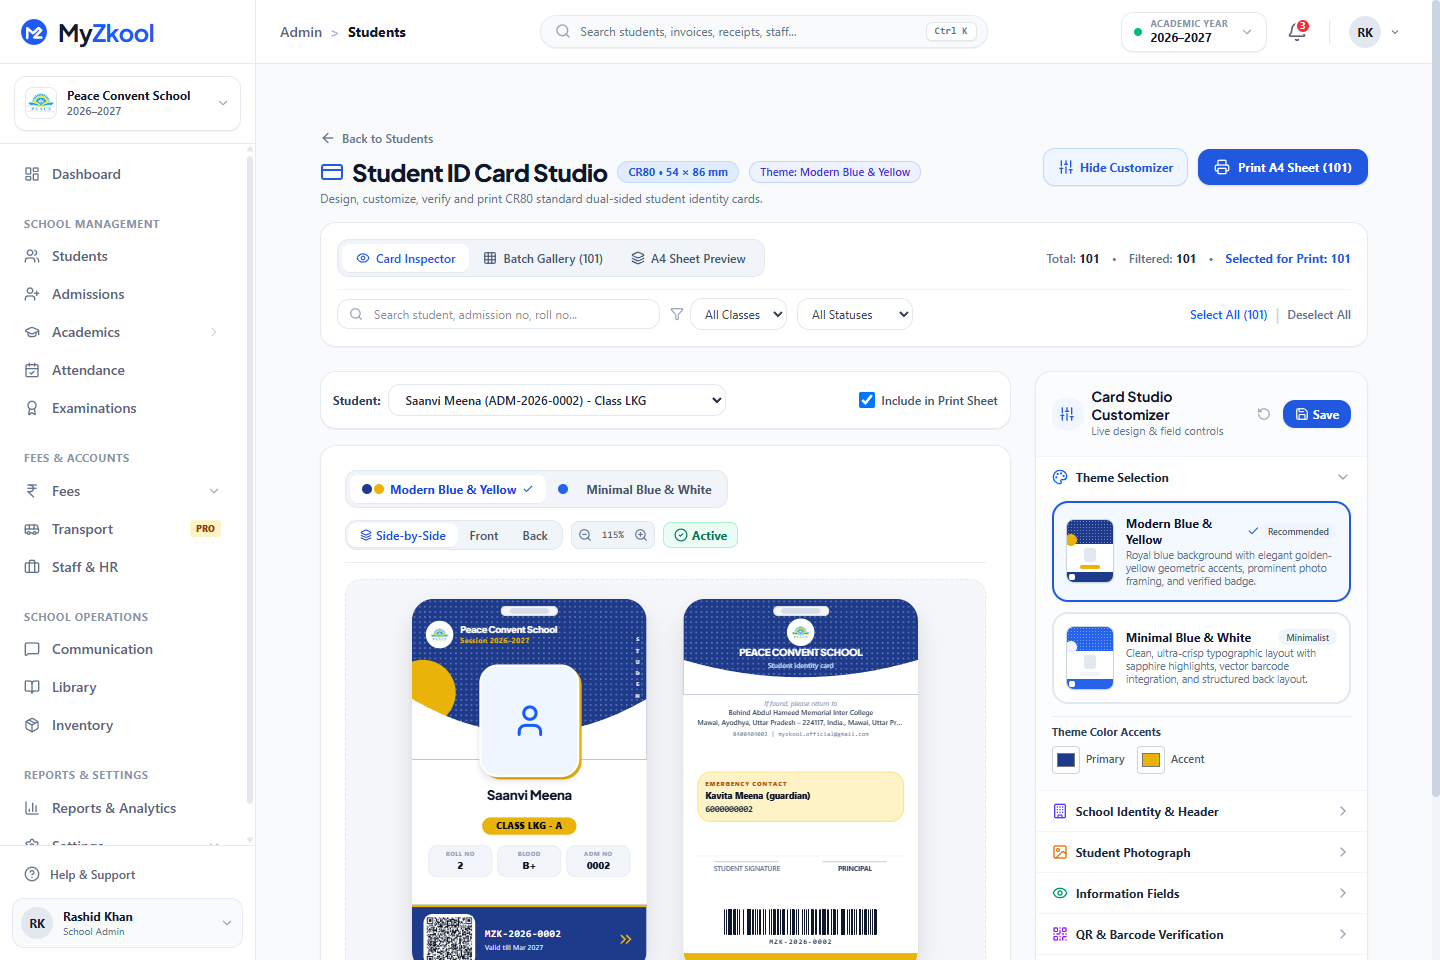 MyZkool
Admin > Students
Search students, invoices, receipts, staff...
Ctrl K
ACADEMIC YEAR
2026–2027
3
RK
Peace Convent School
2026–2027
Dashboard
SCHOOL MANAGEMENT
Students
Admissions
Academics
Attendance
Examinations
FEES & ACCOUNTS
Fees
Transport
PRO
Staff & HR
SCHOOL OPERATIONS
Communication
Library
Inventory
REPORTS & SETTINGS
Reports & Analytics
Settings
Help & Support
RK
Rashid Khan
School Admin
Back to Students
Student ID Card Studio
CR80 • 54 × 86 mm
Theme: Modern Blue & Yellow
Design, customize, verify and print CR80 standard dual-sided student identity cards.
Hide Customizer
Print A4 Sheet (101)
Card Inspector
Batch Gallery (101)
A4 Sheet Preview
Total: 101 • Filtered: 101 • Selected for Print: 101
Search student, admission no, roll no...
All Classes
All Statuses
Select All (101)
Deselect All
Student:
Saanvi Meena (ADM-2026-0002) - Class LKG
Include in Print Sheet
Modern Blue & Yellow
Minimal Blue & White
Side-by-Side
Front
Back
115%
Active
Peace Convent School
Session 2026-2027
STUDEN
Saanvi Meena
CLASS LKG - A
ROLL NO
2
BLOOD
B+
ADM NO
0002
MZK-2026-0002
Valid till Mar 2027
PEACE CONVENT SCHOOL
Student identity card
If found, please return to
Behind Abdul Hameed Memorial Inter College
Mawai, Ayodhya, Uttar Pradesh – 224117, India., Mawai, Uttar Pr...
8400404002 | myzkool.official@gmail.com
EMERGENCY CONTACT
Kavita Meena (guardian)
6000000002
STUDENT SIGNATURE
PRINCIPAL
MZK-2026-0002
Card Studio
Customizer
Live design & field controls
Save
Theme Selection
Modern Blue &
Yellow
Recommended
Royal blue background with elegant golden-
yellow geometric accents, prominent photo
framing, and verified badge.
Minimal Blue & White
Minimalist
Clean, ultra-crisp typographic layout with
sapphire highlights, vector barcode
integration, and structured back layout.
Theme Color Accents
Primary
Accent
School Identity & Header
Student Photograph
Information Fields
QR & Barcode Verification